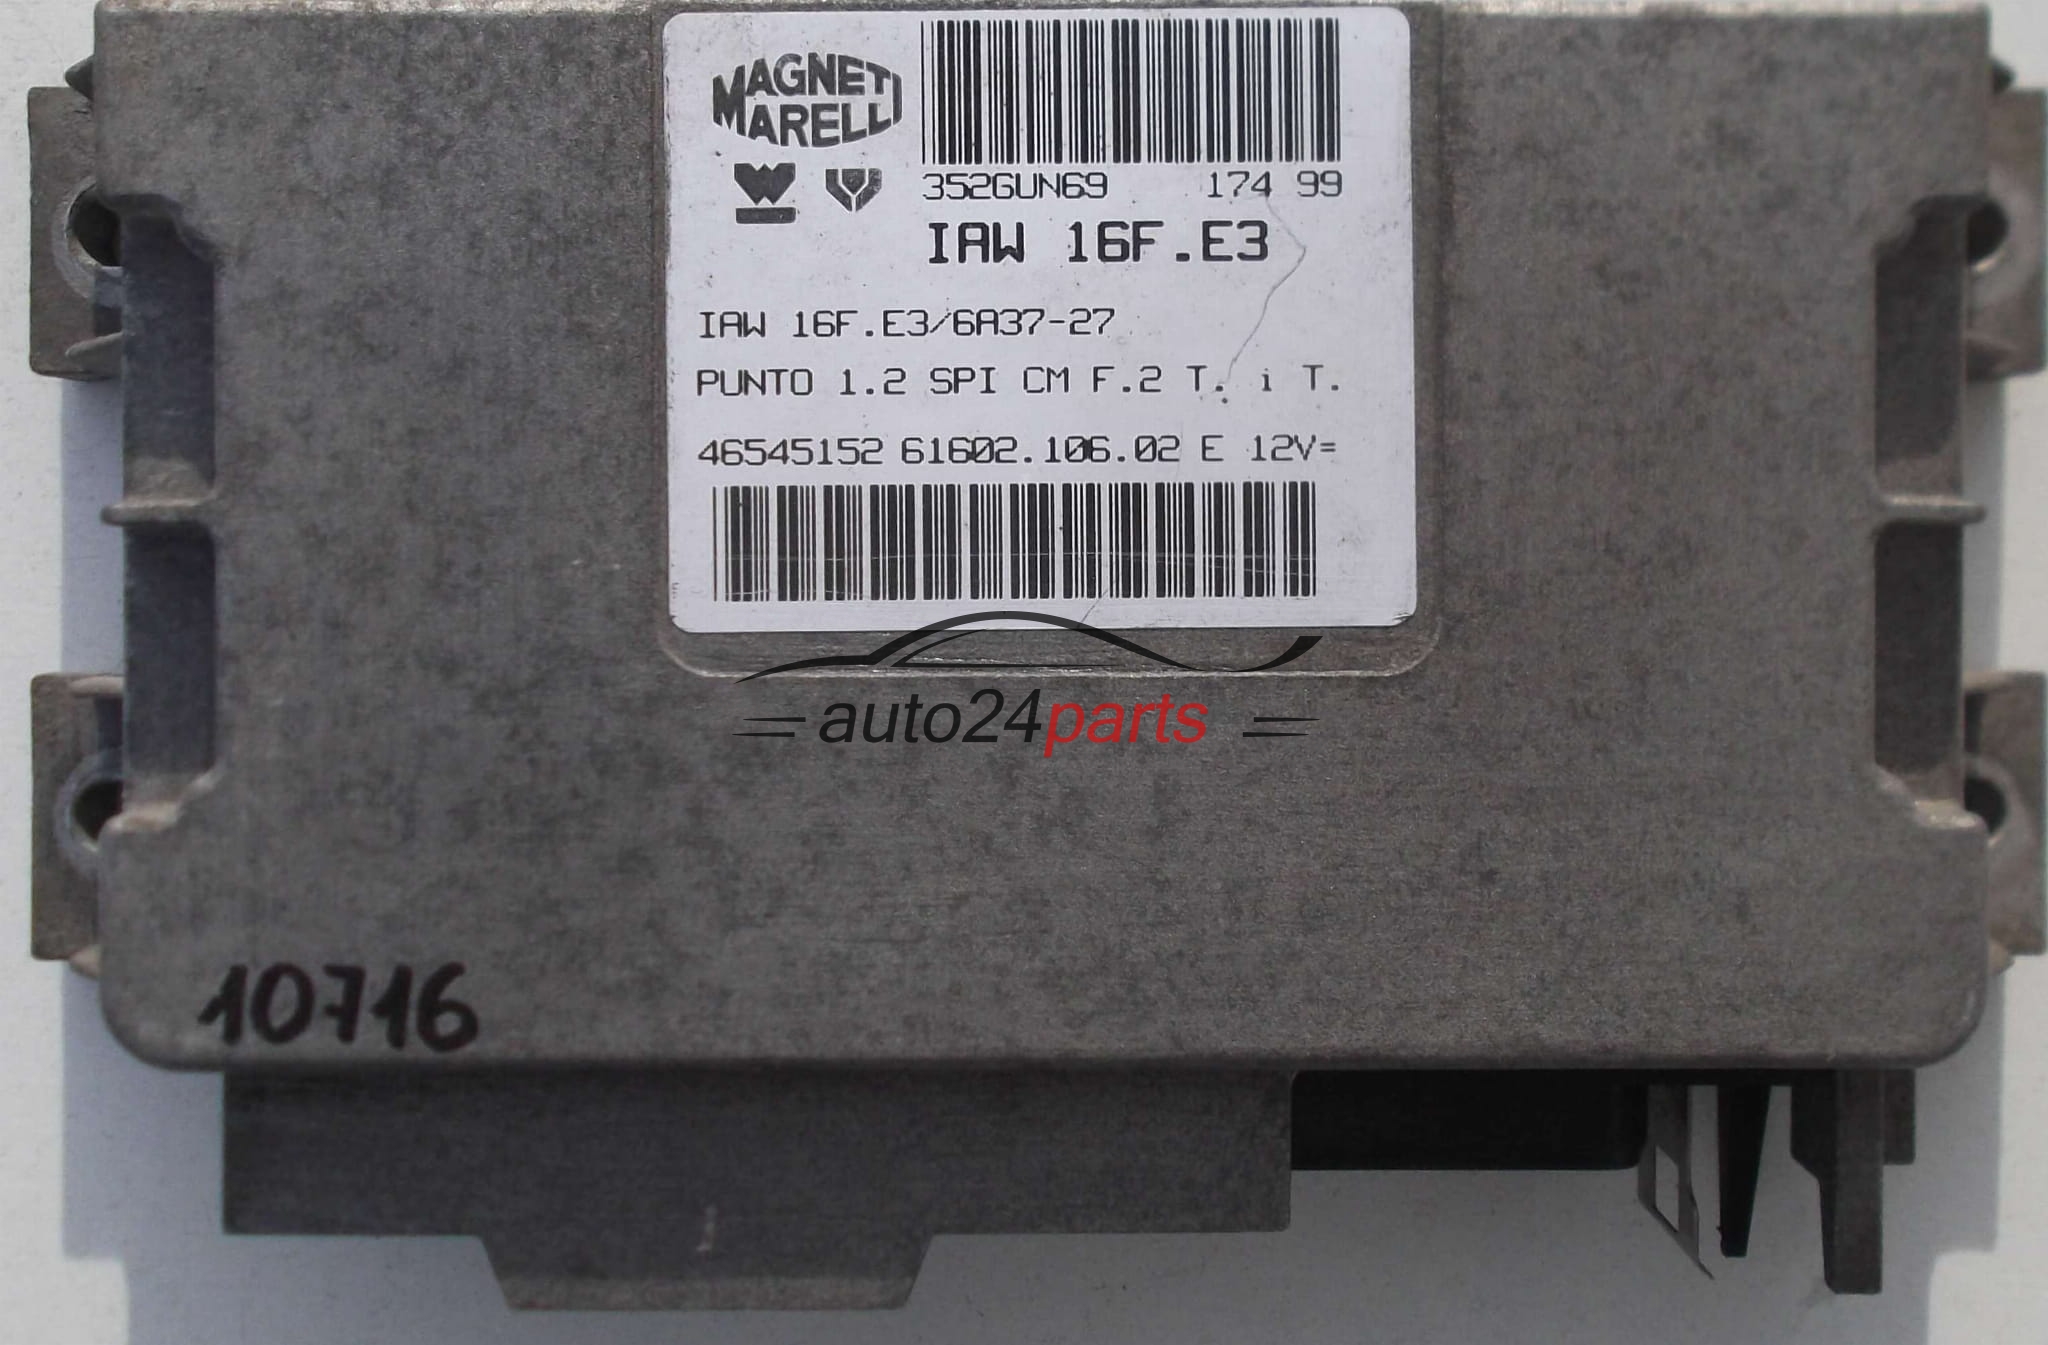 MAGNETI MARELLI
352GUN69 174 99
IAW 16F.E3
IAW 16F.E3/6A37-27
PUNTO 1.2 SPI CM F.2 T. i T.
46545152 61602.106.02 E 12V=
auto24parts
10716